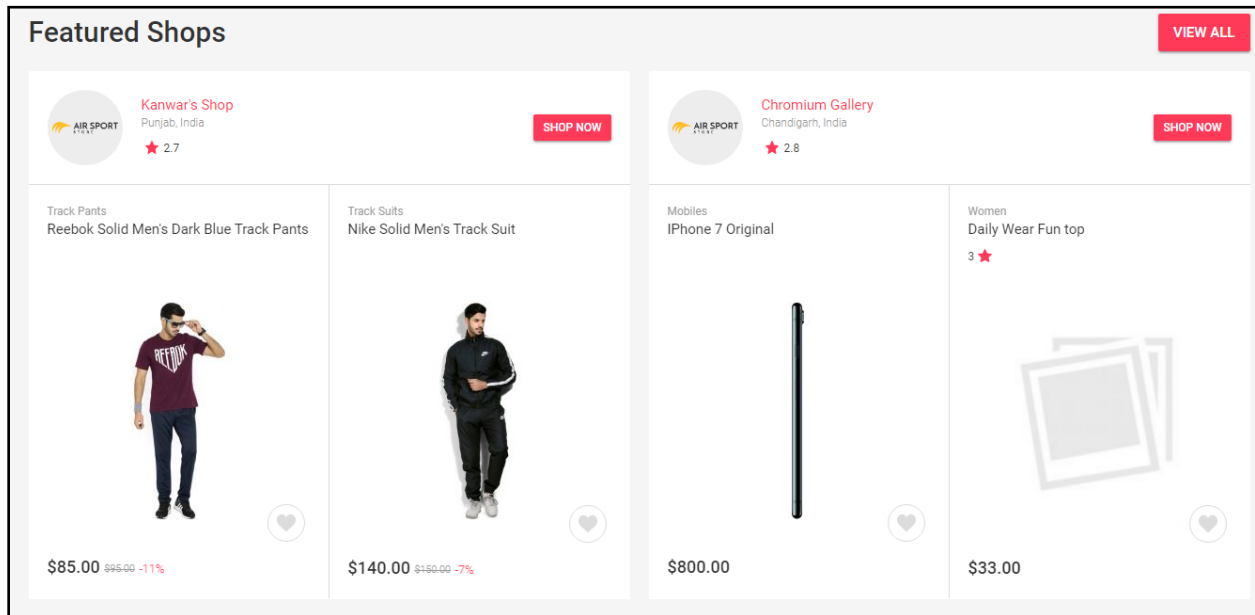 Featured Shops
VIEW ALL
AIR SPORT
STORE
Kanwar's Shop
Punjab, India
2.7
SHOP NOW
AIR SPORT
STORE
Chromium Gallery
Chandigarh, India
2.8
SHOP NOW
Track Pants
Reebok Solid Men's Dark Blue Track Pants
REEBOK
$85.00 $95.00 -11%
Track Suits
Nike Solid Men's Track Suit
$140.00 $150.00 -7%
Mobiles
IPhone 7 Original
$800.00
Women
Daily Wear Fun top
3
$33.00